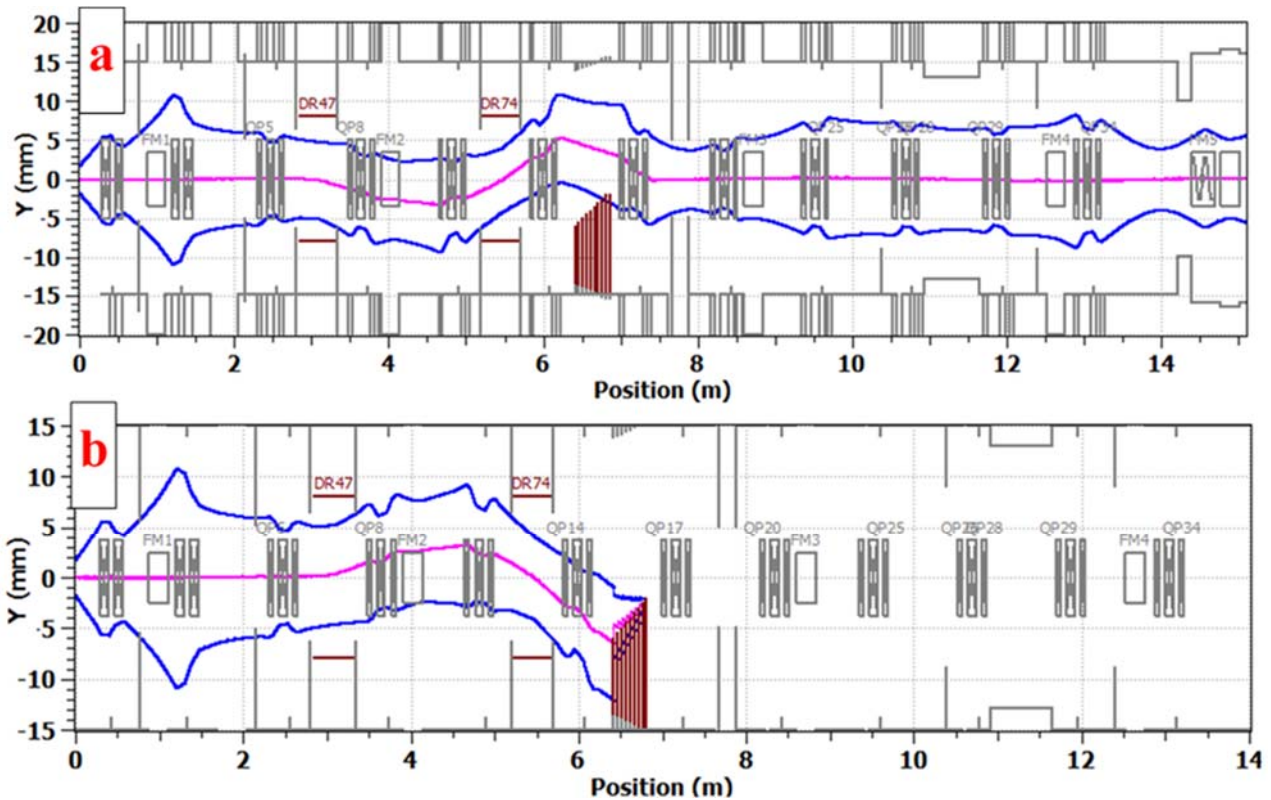 a
20
15
10
5
0
-5
-10
-15
-20
Y (mm)
DR47
DR74
FM1
QP5
QP8
FM2
QP25
QP29
FM4
FM5
0
2
4
6
8
10
12
14
Position (m)
b
15
10
5
0
-5
-10
-15
Y (mm)
DR47
DR74
FM1
QP8
FM2
QP14
QP17
QP20
FM3
QP25
QP28
QP29
FM4
QP34
0
2
4
6
8
10
12
14
Position (m)